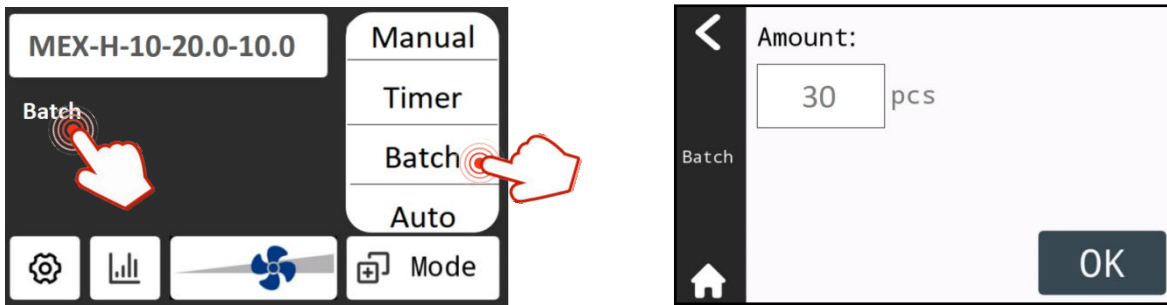 MEX-H-10-20.0-10.0
Batch
Manual
Timer
Batch
Auto
Mode
Amount:
30 pcs
Batch
OK